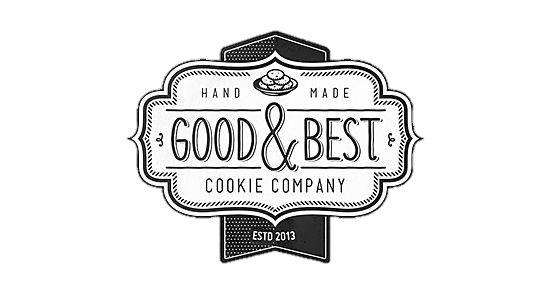 HAND MADE
GOOD & BEST
COOKIE COMPANY
ESTD 2013